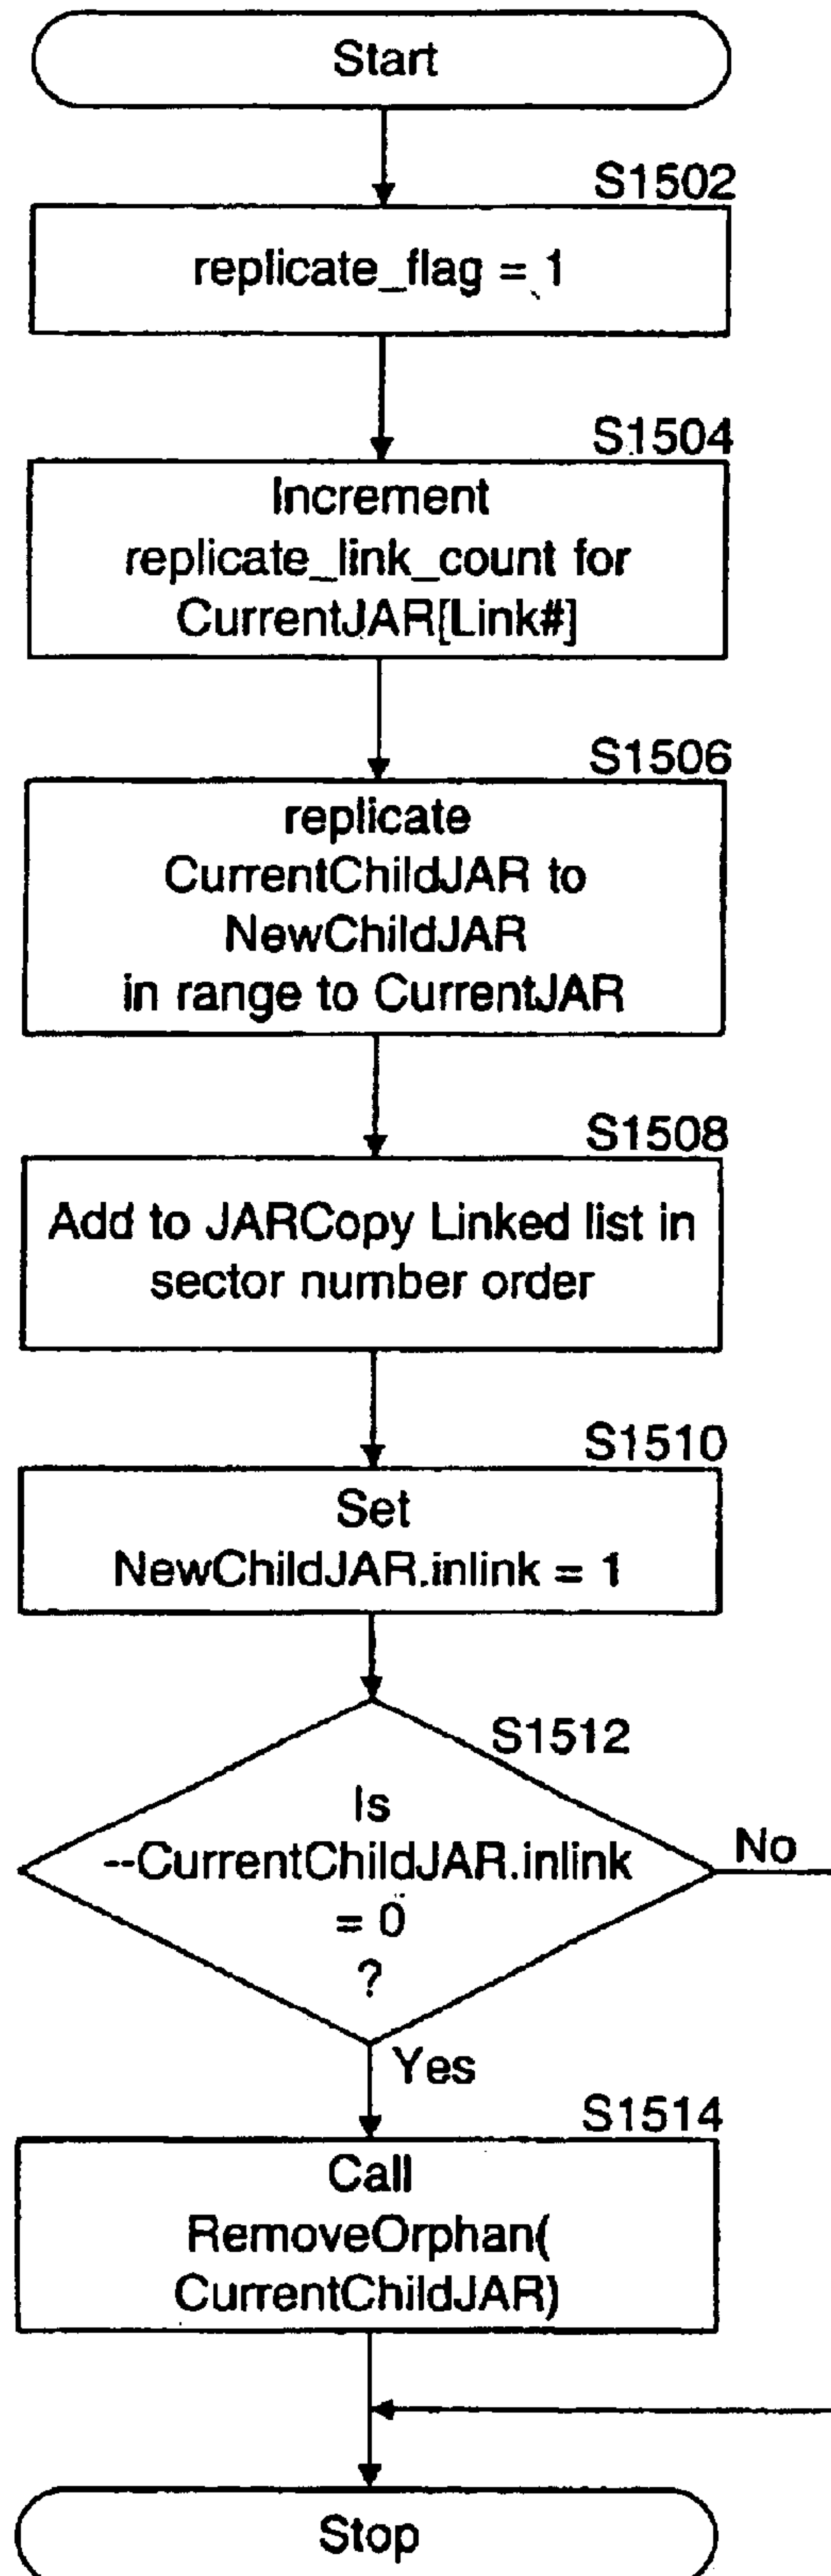 Start
S1502
replicate_flag = 1
S1504
Increment
replicate_link_count for
CurrentJAR[Link#]
S1506
replicate
CurrentChildJAR to
NewChildJAR
in range to CurrentJAR
S1508
Add to JARCopy Linked list in
sector number order
S1510
Set
NewChildJAR.inlink = 1
S1512
Is
--CurrentChildJAR.inlink
= 0
?
No
Yes
S1514
Call
RemoveOrphan(
CurrentChildJAR)
Stop